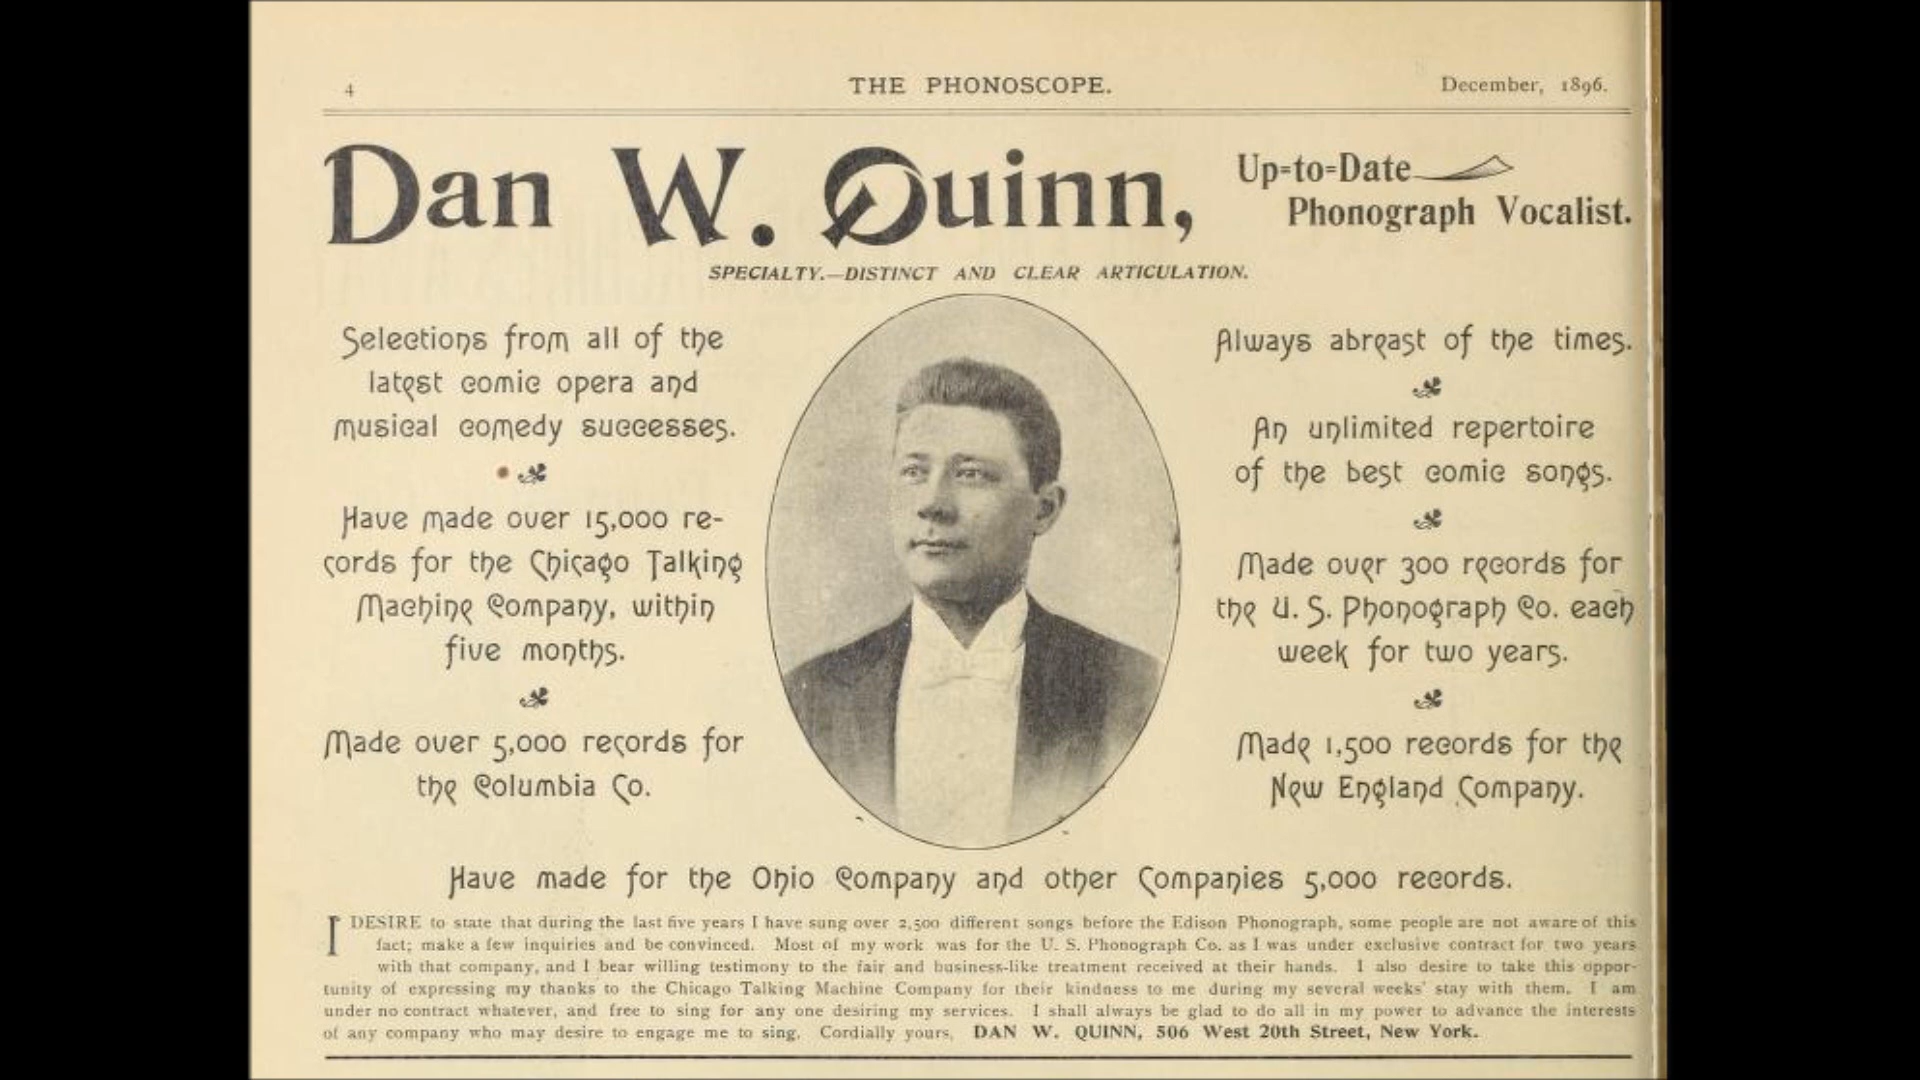 4
THE PHONOSCOPE.
December, 1896.
Dan W. Quinn,
Up=to=Date
Phonograph Vocalist.
SPECIALTY.—DISTINCT AND CLEAR ARTICULATION.
Selections from all of the
latest comic opera and
musical comedy successes.
Have made over 15,000 re-
cords for the Chicago Talking
Machine Company, within
five months.
Made over 5,000 records for
the Columbia Co.
Always abreast of the times.
An unlimited repertoire
of the best comic songs.
Made over 300 records for
the U. S. Phonograph Co. each
week for two years.
Made 1,500 records for the
New England Company.
Have made for the Ohio Company and other Companies 5,000 records.
I DESIRE to state that during the last five years I have sung over 2,500 different songs before the Edison Phonograph, some people are not aware of this
fact; make a few inquiries and be convinced. Most of my work was for the U. S. Phonograph Co. as I was under exclusive contract for two years
with that company, and I bear willing testimony to the fair and business-like treatment received at their hands. I also desire to take this oppor-
tunity of expressing my thanks to the Chicago Talking Machine Company for their kindness to me during my several weeks' stay with them. I am
under no contract whatever, and free to sing for any one desiring my services. I shall always be glad to do all in my power to advance the interests
of any company who may desire to engage me to sing. Cordially yours, DAN W. QUINN, 506 West 20th Street, New York.